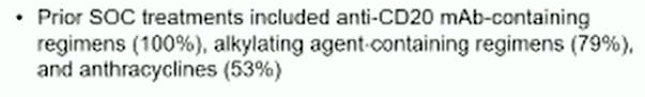 • Prior SOC treatments included anti-CD20 mAb-containing
regimens (100%), alkylating agent-containing regimens (79%),
and anthracyclines (53%)